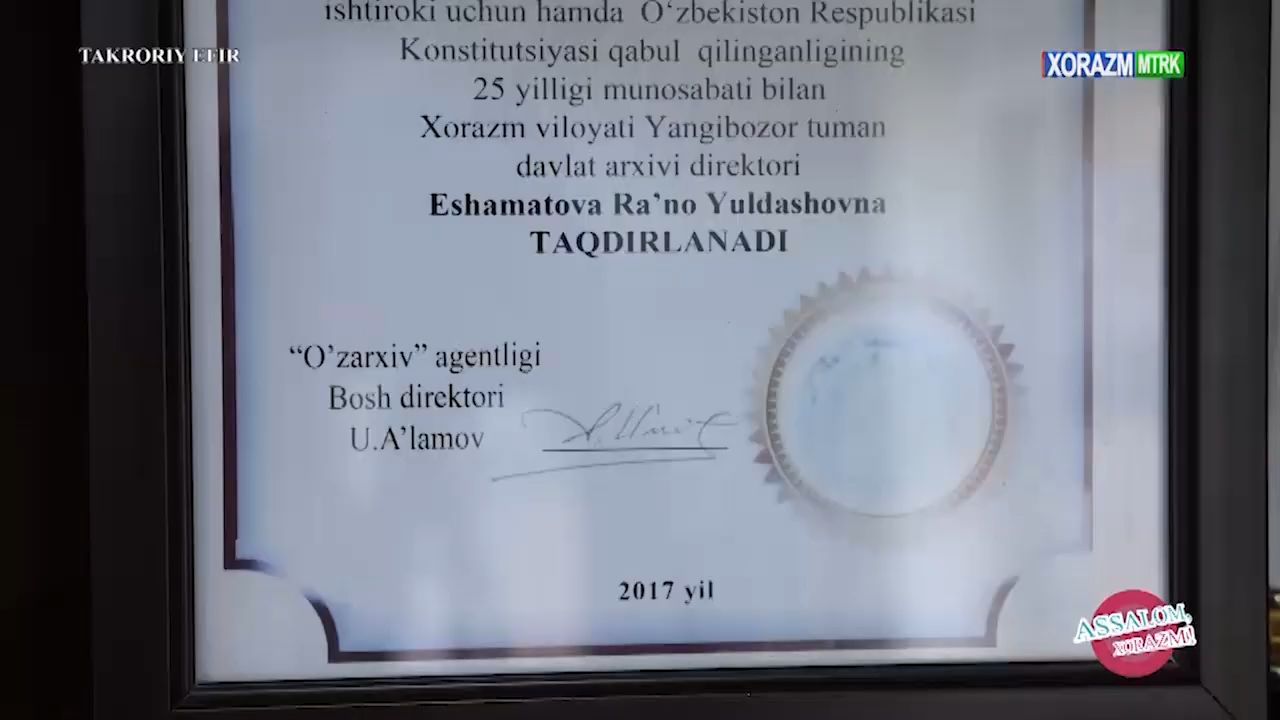 ishtiroki uchun hamda O‘zbekiston Respublikasi
TAKRORIY EFIR
Konstitutsiyasi qabul qilinganligining
XORAZM MTRK
25 yilligi munosabati bilan
Xorazm viloyati Yangibozor tuman
davlat arxivi direktori
Eshamatova Ra’no Yuldashovna
TAQDIRLANADI
“O’zarxiv” agentligi
Bosh direktori
U.A’lamov
2017 yil
ASSALOM,
XORAZM!